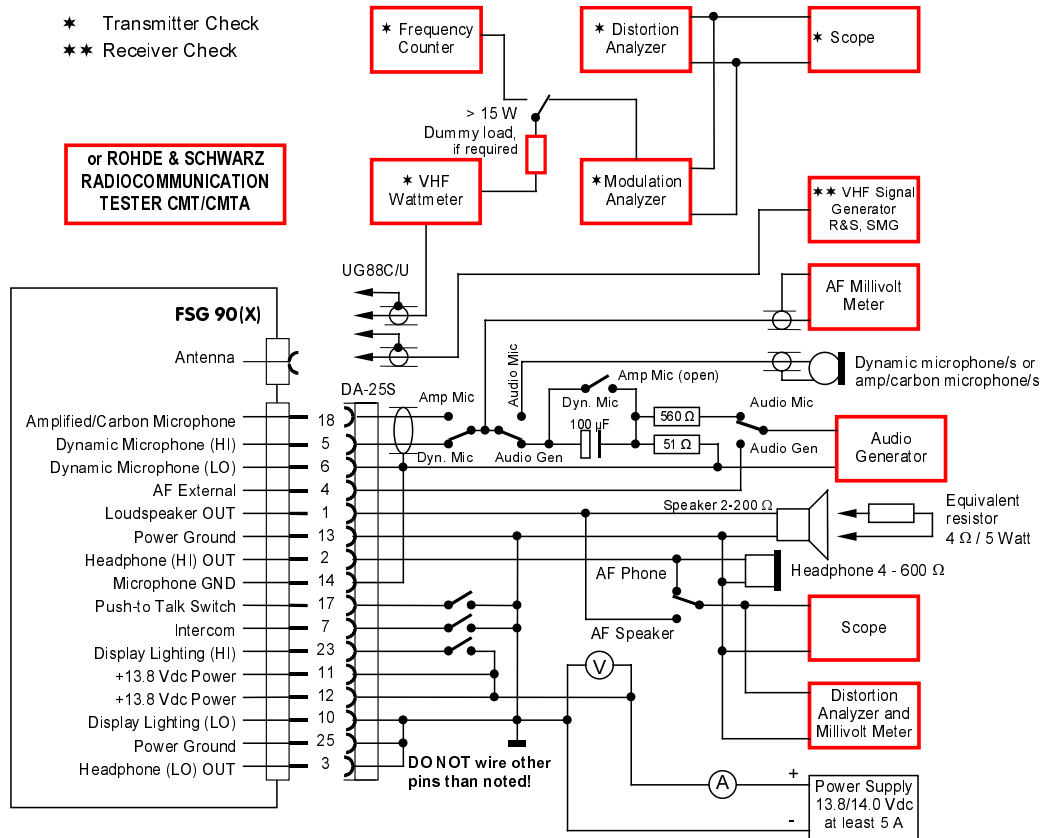 ★ Transmitter Check
★★ Receiver Check
★ Frequency
Counter
★ Distortion
Analyzer
★ Scope
> 15 W
Dummy load,
if required
or ROHDE & SCHWARZ
RADIOCOMMUNICATION
TESTER CMT/CMTA
★ VHF
Wattmeter
★ Modulation
Analyzer
★★ VHF Signal
Generator
R&S, SMG
UG88C/U
AF Millivolt
Meter
FSG 90(X)
Antenna
DA-25S
Amp Mic
Audio Mic
Amp Mic (open)
Dyn. Mic
100 µF
560 Ω
51 Ω
Audio Mic
Audio Gen
Dynamic microphone/s or
amp/carbon microphone/s
Dyn. Mic
Audio Gen
Audio
Generator
Amplified/Carbon Microphone 18
Dynamic Microphone (HI) 5
Dynamic Microphone (LO) 6
AF External 4
Loudspeaker OUT 1
Power Ground 13
Headphone (HI) OUT 2
Microphone GND 14
Push-to Talk Switch 17
Intercom 7
Display Lighting (HI) 23
+13.8 Vdc Power 11
+13.8 Vdc Power 12
Display Lighting (LO) 10
Power Ground 25
Headphone (LO) OUT 3
Speaker 2-200 Ω
Equivalent
resistor
4 Ω / 5 Watt
Headphone 4 - 600 Ω
AF Phone
AF Speaker
Scope
V
Distortion
Analyzer and
Millivolt Meter
DO NOT wire other
pins than noted!
A
+
-
Power Supply
13.8/14.0 Vdc
at least 5 A